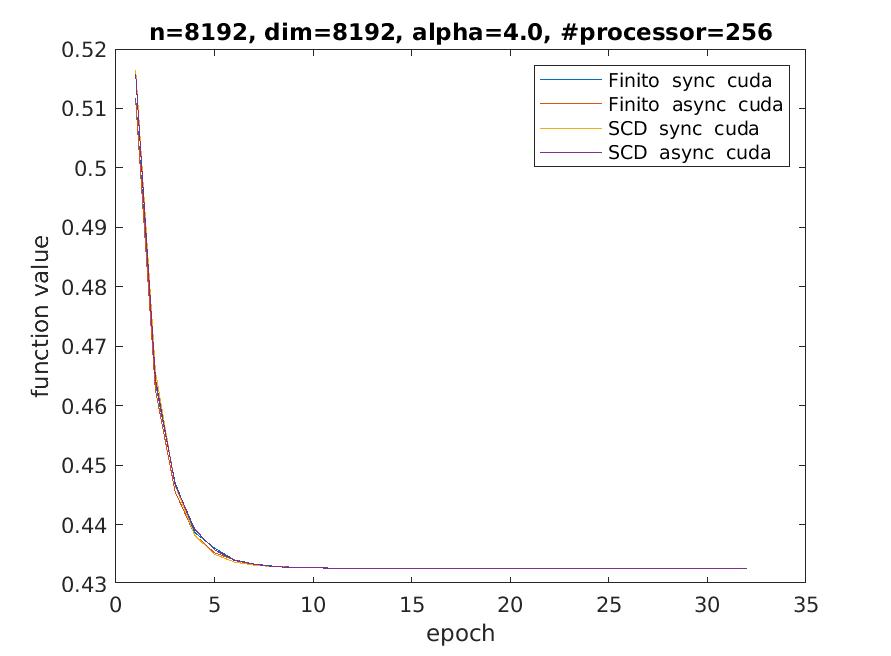 n=8192, dim=8192, alpha=4.0, #processor=256
0.52
0.51
0.5
0.49
0.48
0.47
0.46
0.45
0.44
0.43
function value
Finito sync cuda
Finito async cuda
SCD sync cuda
SCD async cuda
0 5 10 15 20 25 30 35
epoch